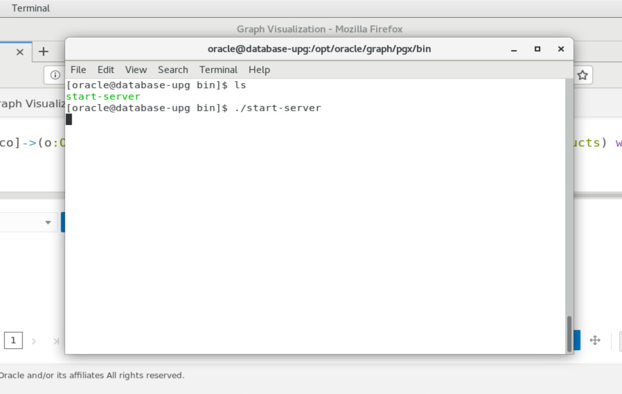 Terminal
Graph Visualization - Mozilla Firefox
oracle@database-upg:/opt/oracle/graph/pgx/bin
File Edit View Search Terminal Help
[oracle@database-upg bin]$ ls
start-server
[oracle@database-upg bin]$ ./start-server
raph Visualiz
co]->(o:O
ucts) w
1
Oracle and/or its affiliates All rights reserved.